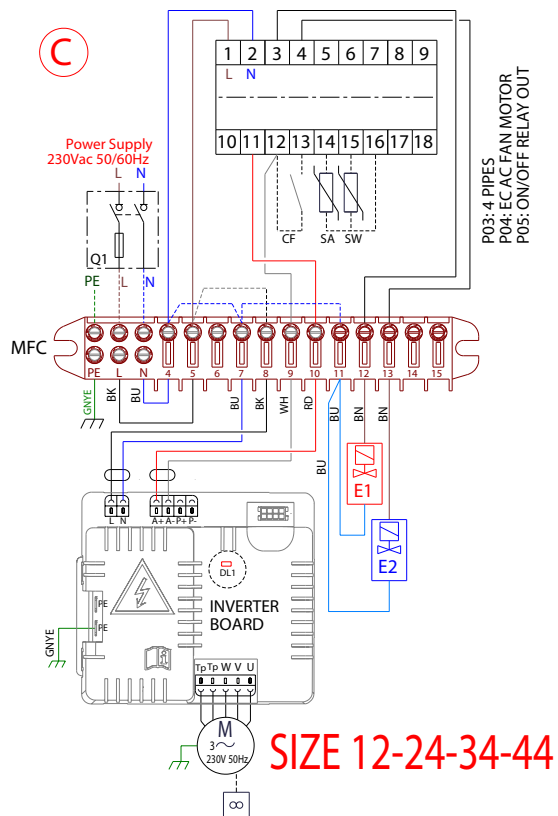 C
1 2 3 4 5 6 7 8 9
L N
10 11 12 13 14 15 16 17 18
CF SA SW
P03: 4 PIPES
P04: EC AC FAN MOTOR
P05: ON/OFF RELAY OUT
Power Supply
230Vac 50/60Hz
L N
Q1
PE L N
MFC
PE L N 4 5 6 7 8 9 10 11 12 13 14 15
GNYE BK BU BU BK WH RD BU BN BN
BU
E1
E2
L N A+ A- P+ P-
DL1
PE
PE
INVERTER
BOARD
GNYE
Tp Tp W V U
M
3~
230V 50Hz
8
SIZE 12-24-34-44